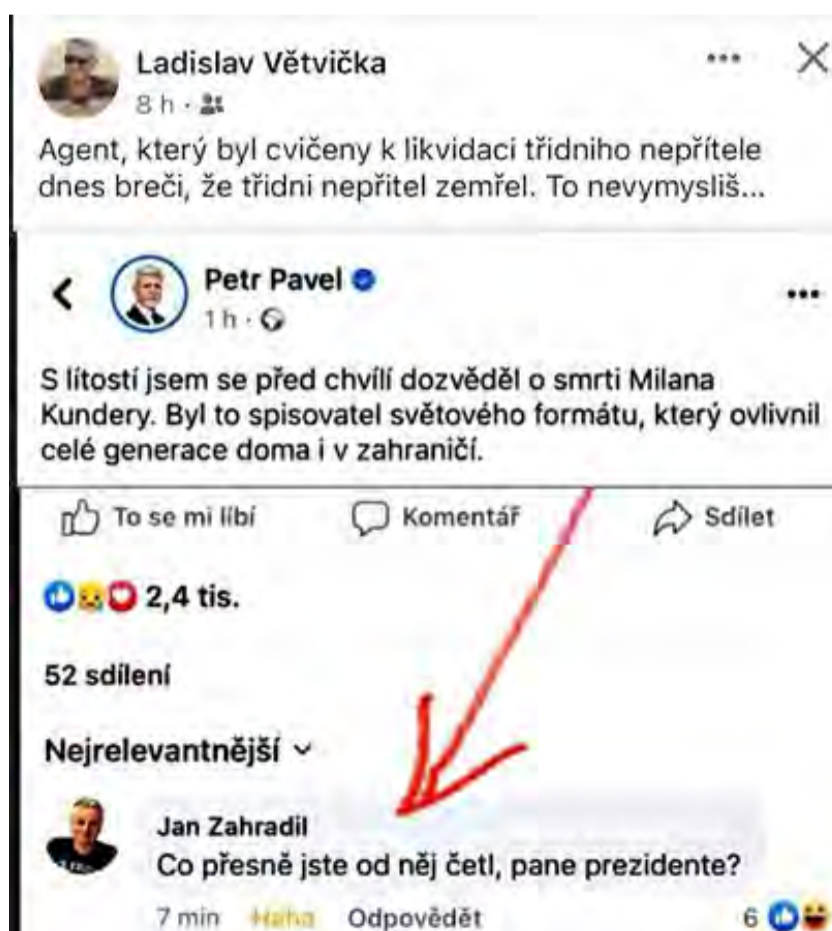 Ladislav Větvička
8 h
Agent, který byl cvičeny k likvidaci třidniho nepřítele
dnes breči, že třidni nepřitel zemřel. To nevymysliš...
Petr Pavel
1 h
S lítostí jsem se před chvílí dozvěděl o smrti Milana
Kundery. Byl to spisovatel světového formátu, který ovlivnil
celé generace doma i v zahraničí.
To se mi líbí Komentář Sdílet
2,4 tis.
52 sdílení
Nejrelevantnější
Jan Zahradil
Co přesně jste od něj četl, pane prezidente?
7 min Haha Odpovědět 6